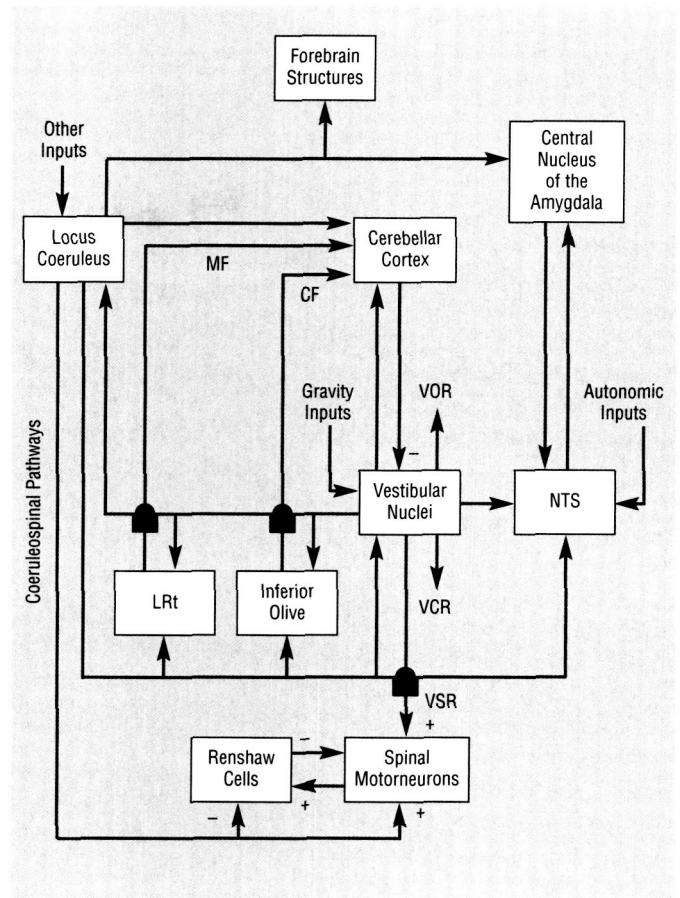 Forebrain
Structures
Other
Inputs
Central
Nucleus
of the
Amygdala
Locus
Coeruleus
Cerebellar
Cortex
MF
CF
Gravity
Inputs
VOR
Autonomic
Inputs
–
Vestibular
Nuclei
NTS
Coeruleospinal Pathways
LRt
Inferior
Olive
VCR
VSR
+
Renshaw
Cells
–
+
Spinal
Motorneurons
–
+